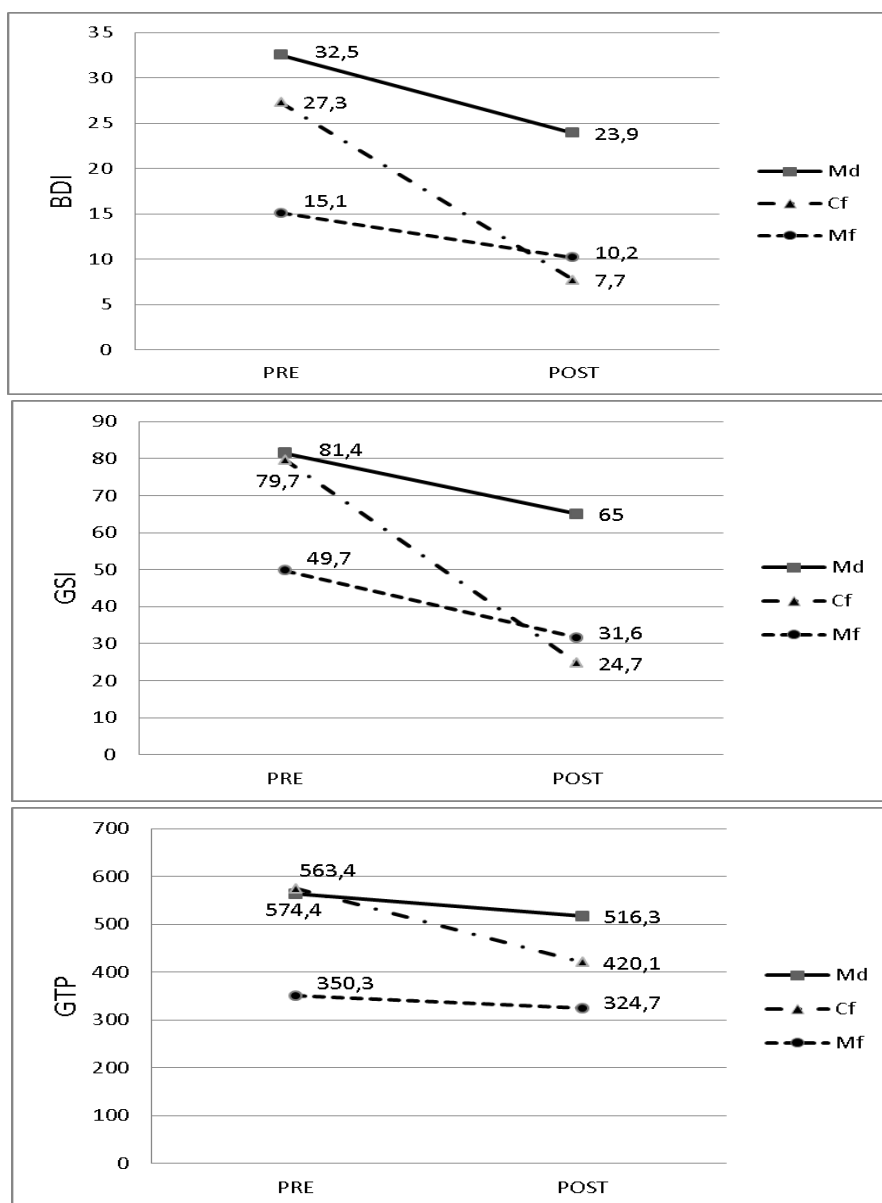 35
30
25
20
15
10
5
0
BDI
32,5
27,3
15,1
23,9
10,2
7,7
PRE POST
Md
Cf
Mf
90
80
70
60
50
40
30
20
10
0
GSI
81,4
79,7
49,7
65
31,6
24,7
PRE POST
Md
Cf
Mf
700
600
500
400
300
200
100
0
GTP
563,4
574,4
350,3
516,3
420,1
324,7
PRE POST
Md
Cf
Mf